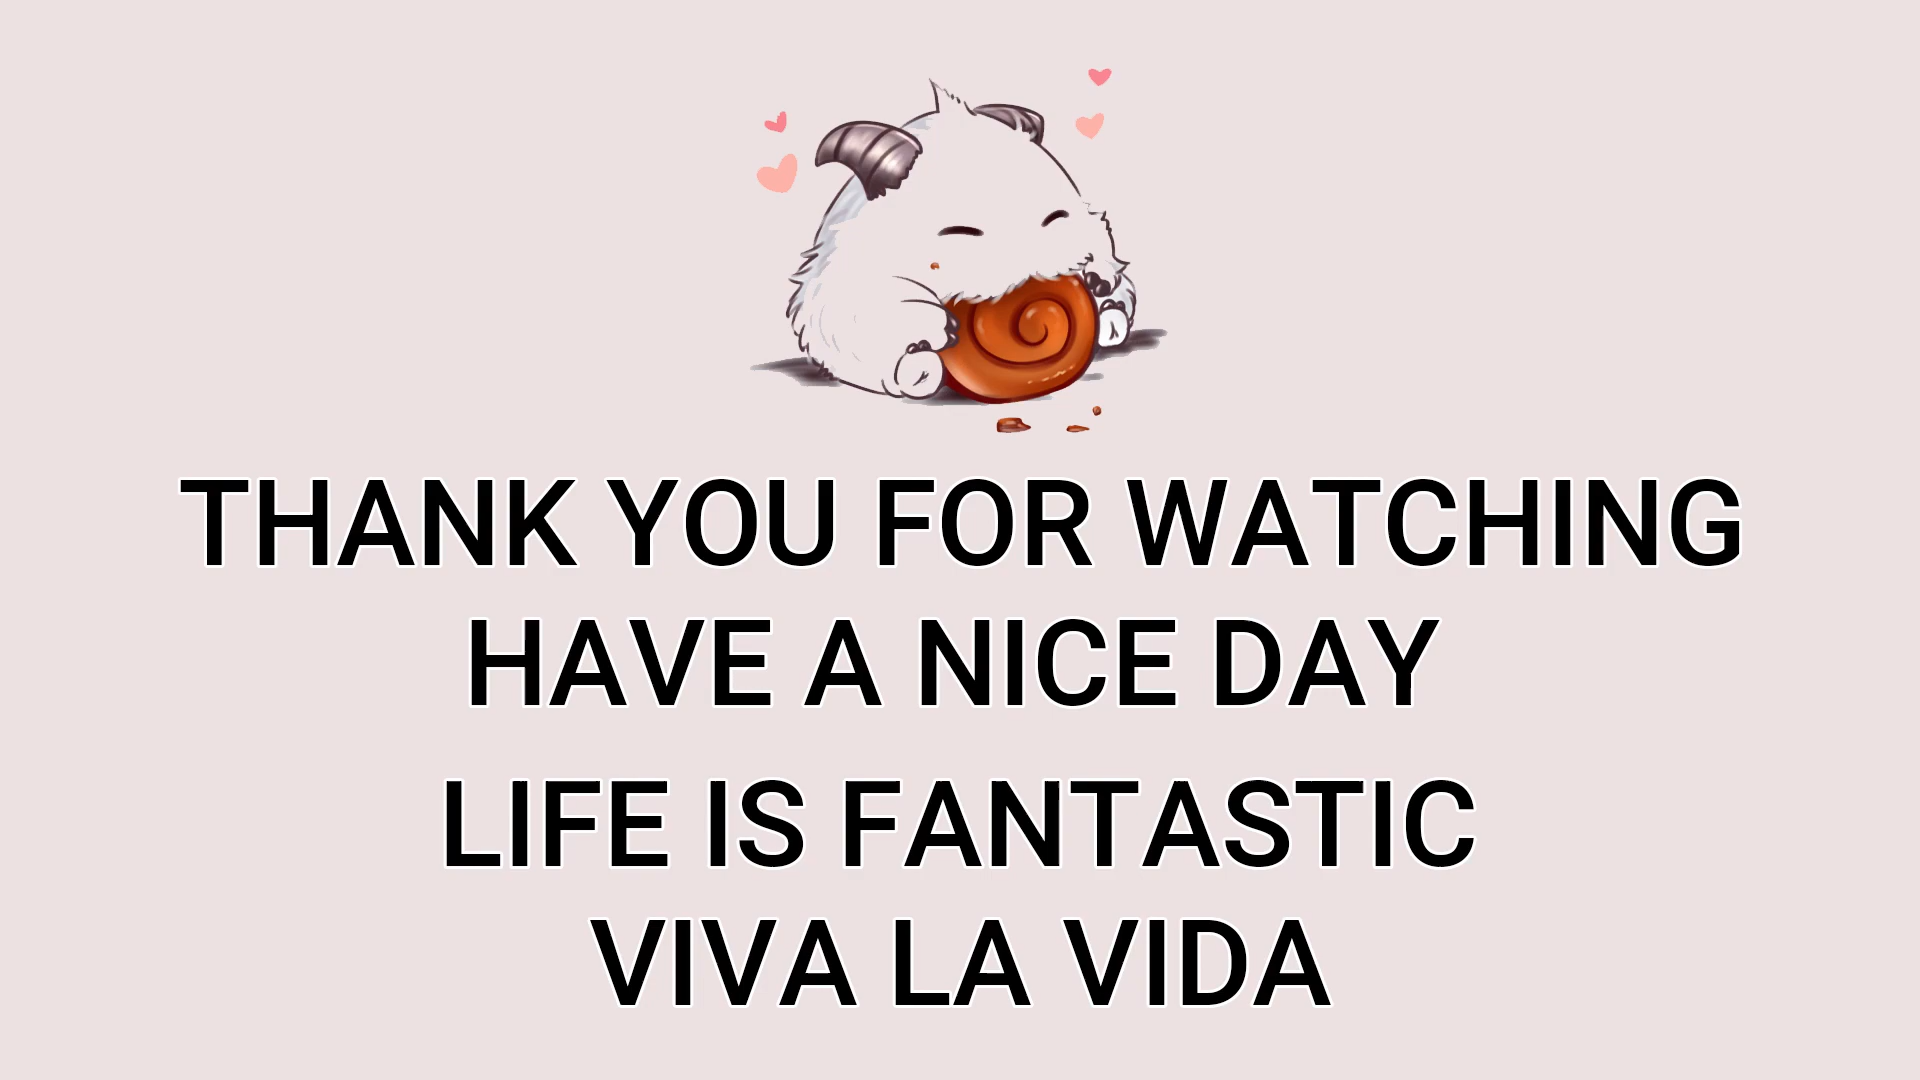 THANK YOU FOR WATCHING
HAVE A NICE DAY
LIFE IS FANTASTIC
VIVA LA VIDA